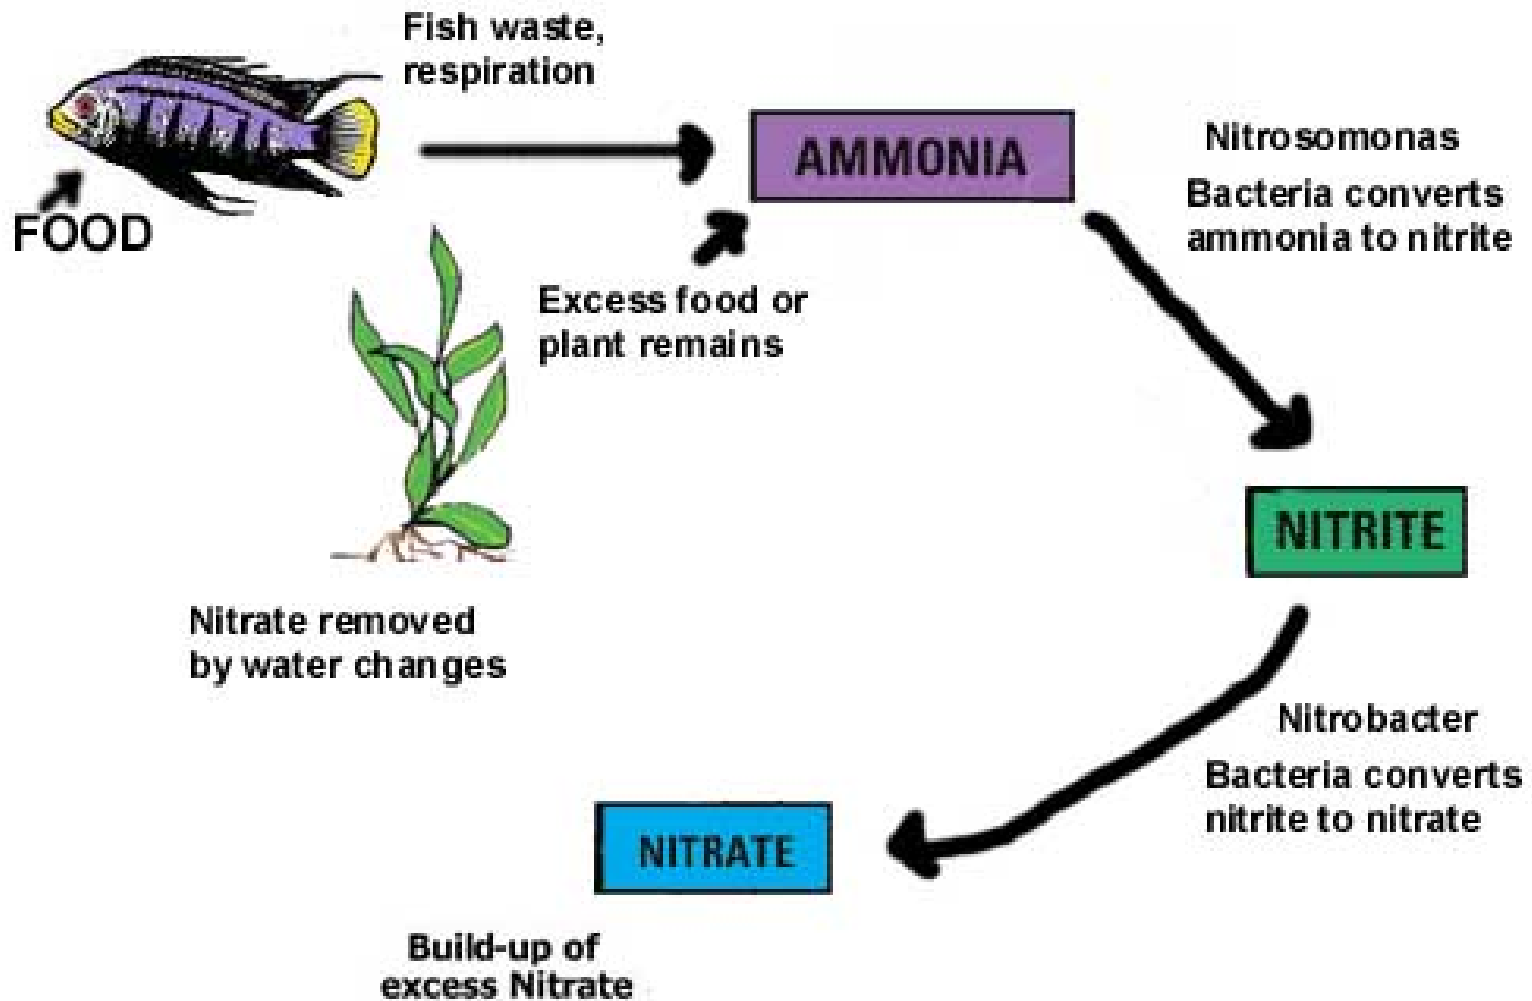 Fish waste,
respiration
AMMONIA
Nitrosomonas
Bacteria converts
ammonia to nitrite
FOOD
Excess food or
plant remains
NITRITE
Nitrate removed
by water changes
Nitrobacter
Bacteria converts
nitrite to nitrate
NITRATE
Build-up of
excess Nitrate